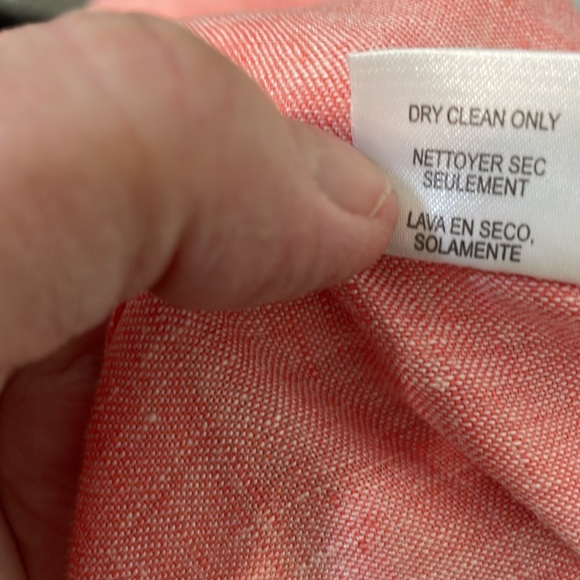 DRY CLEAN ONLY
NETTOYER SEC
SEULEMENT
LAVA EN SECO,
SOLAMENTE